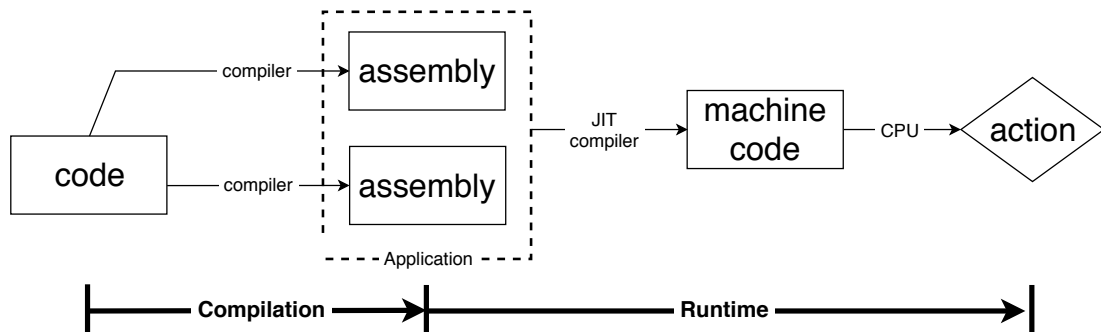 compiler
assembly
code
compiler
assembly
Application
JIT
compiler
machine
code
CPU
action
Compilation
Runtime